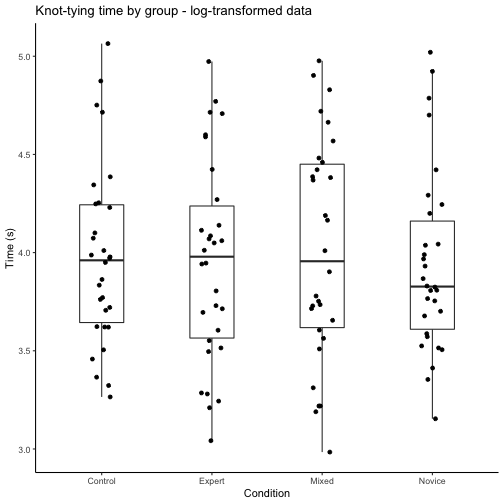 Knot-tying time by group - log-transformed data
5.0
4.5
4.0
3.5
3.0
Time (s)
Control Expert Mixed Novice
Condition